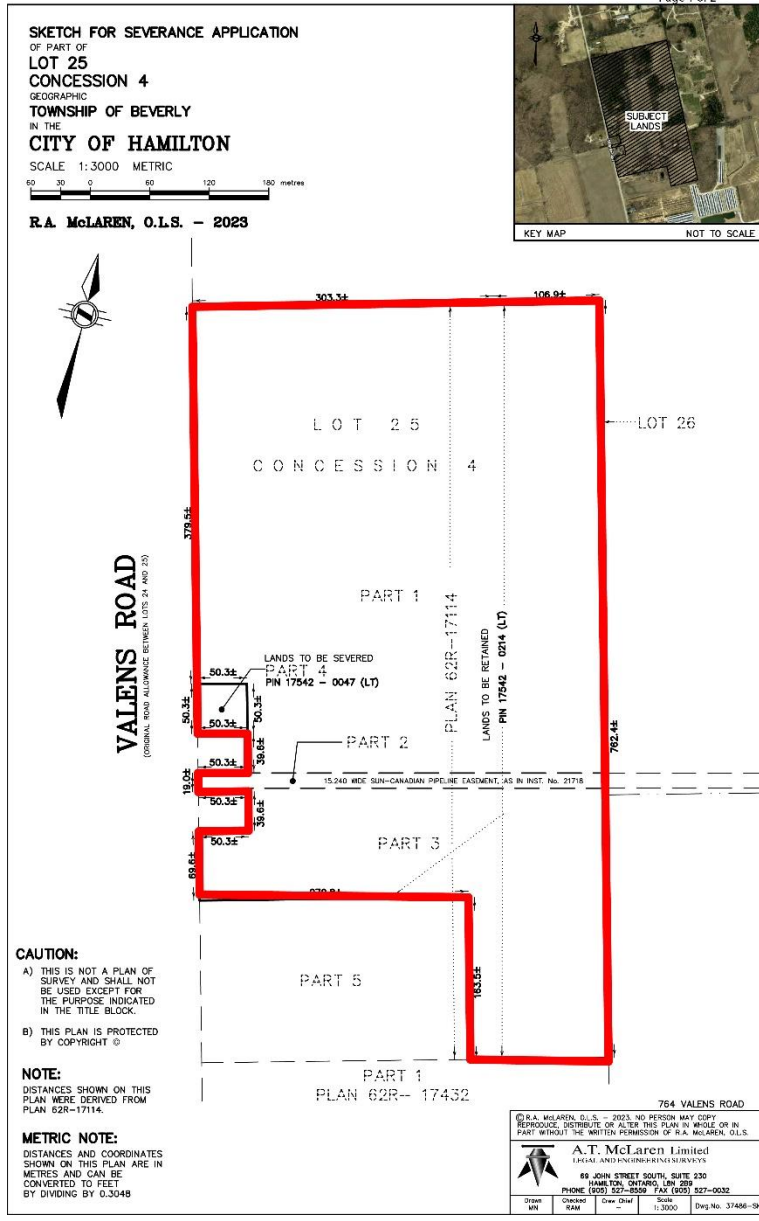 SKETCH FOR SEVERANCE APPLICATION
OF PART OF
LOT 25
CONCESSION 4
GEOGRAPHIC
TOWNSHIP OF BEVERLY
IN THE
CITY OF HAMILTON
SCALE 1:3000 METRIC
60 30 0 60 120 180 metres
R.A. McLAREN, O.L.S. – 2023
SUBJECT
LANDS
KEY MAP NOT TO SCALE
303.3± 106.9±
LOT 25
CONCESSION 4
LOT 26
379.5±
VALENS ROAD
(ORIGINAL ROAD ALLOWANCE BETWEEN LOTS 24 AND 25)
PART 1
PLAN 62R–17114
LANDS TO BE RETAINED
PIN 17542 – 0214 (LT)
762.4±
LANDS TO BE SEVERED
PART 4
PIN 17542 – 0047 (LT)
50.3±
50.3±
50.3±
50.3±
39.6±
PART 2
50.3±
19.0±
15.240 WIDE SUN–CANADIAN PIPELINE EASEMENT, AS IN INST. No. 21718
50.3±
39.6±
50.3±
PART 3
69.6±
163.5±
PART 5
PART 1
PLAN 62R– 17432
CAUTION:
A) THIS IS NOT A PLAN OF
SURVEY AND SHALL NOT
BE USED EXCEPT FOR
THE PURPOSE INDICATED
IN THE TITLE BLOCK.
B) THIS PLAN IS PROTECTED
BY COPYRIGHT ©
NOTE:
DISTANCES SHOWN ON THIS
PLAN WERE DERIVED FROM
PLAN 62R–17114.
METRIC NOTE:
DISTANCES AND COORDINATES
SHOWN ON THIS PLAN ARE IN
METRES AND CAN BE
CONVERTED TO FEET
BY DIVIDING BY 0.3048
764 VALENS ROAD
© R.A. McLAREN, O.L.S. – 2023. NO PERSON MAY COPY
REPRODUCE, DISTRIBUTE OR ALTER THIS PLAN IN WHOLE OR IN
PART WITHOUT THE WRITTEN PERMISSION OF R.A. McLAREN, O.L.S.
A.T. McLaren Limited
LEGAL AND ENGINEERING SURVEYS
69 JOHN STREET SOUTH, SUITE 230
HAMILTON, ONTARIO, L8N 2B9
PHONE (905) 527–8559 FAX (905) 527–0032
Drawn MN
Checked RAM
Crew Chief –
Scale 1:3000
Dwg.No. 37486–SK